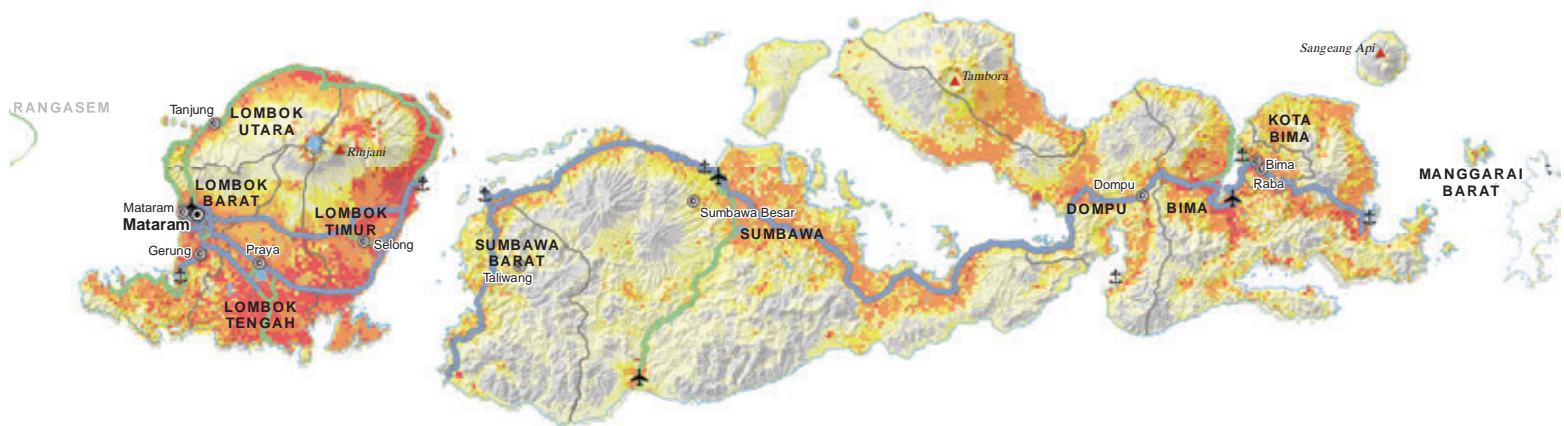 Sangeang Api
Tambora
RANGASEM
Tanjung
LOMBOK
UTARA
KOTA
BIMA
Rinjani
Bima
Raba
MANGGARAI
BARAT
LOMBOK
BARAT
Dompu
DOMPU
BIMA
Mataram
Mataram
LOMBOK
TIMUR
Sumbawa Besar
SUMBAWA
Gerung
Praya
Selong
SUMBAWA
BARAT
Taliwang
LOMBOK
TENGAH